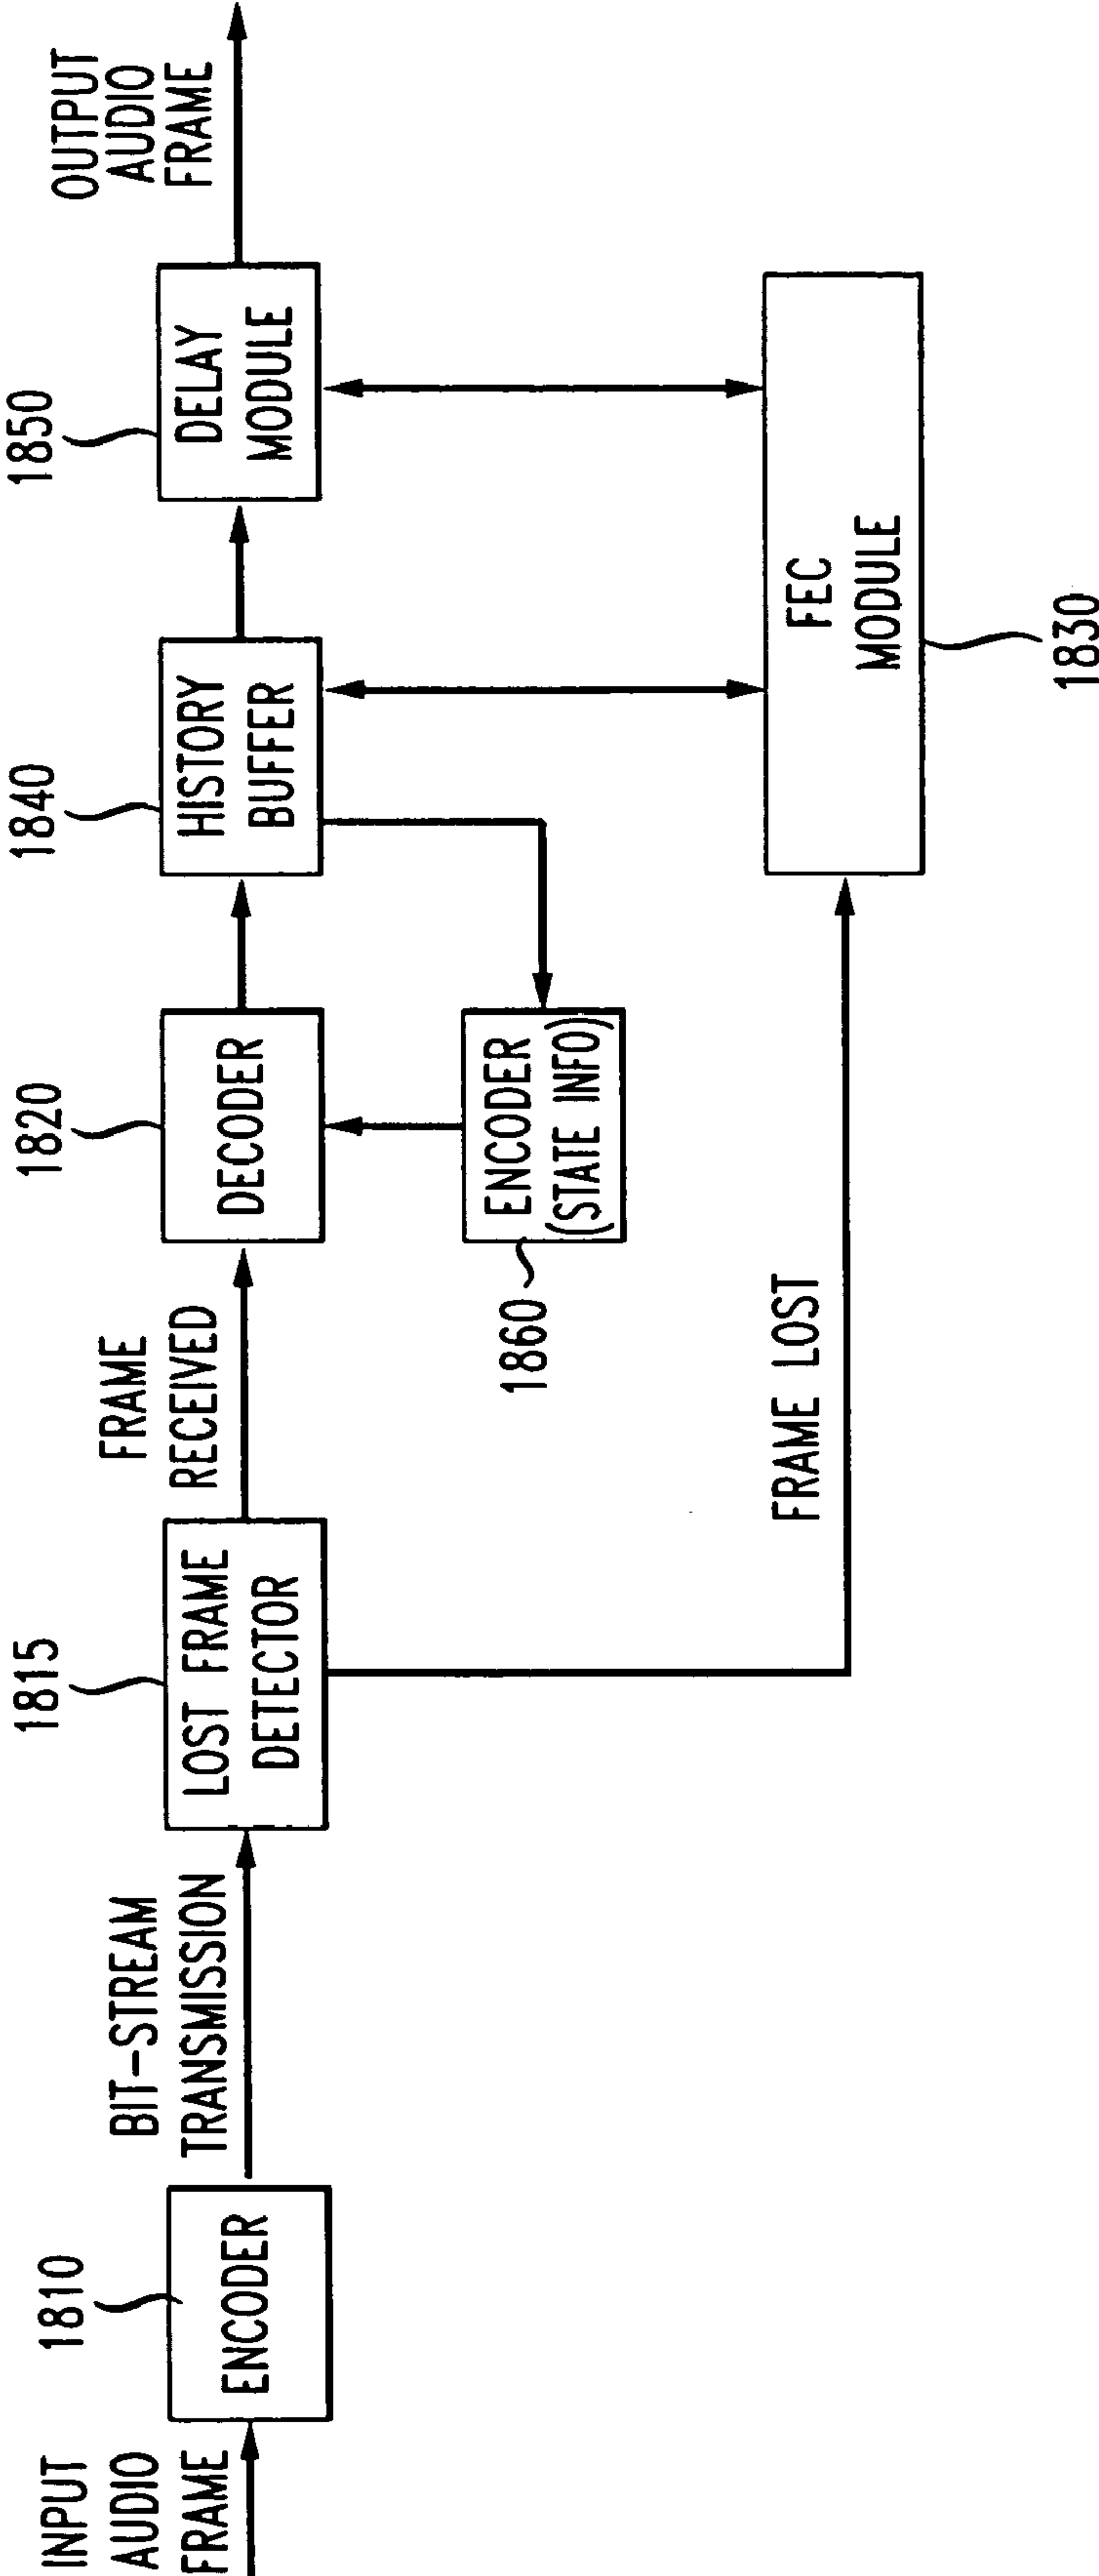 INPUT
AUDIO
FRAME
1810
ENCODER
BIT-STREAM
TRANSMISSION
1815
LOST FRAME
DETECTOR
FRAME
RECEIVED
1820
DECODER
1840
HISTORY
BUFFER
1850
DELAY
MODULE
OUTPUT
AUDIO
FRAME
1860
ENCODER
(STATE INFO)
FRAME LOST
FEC
MODULE
1830